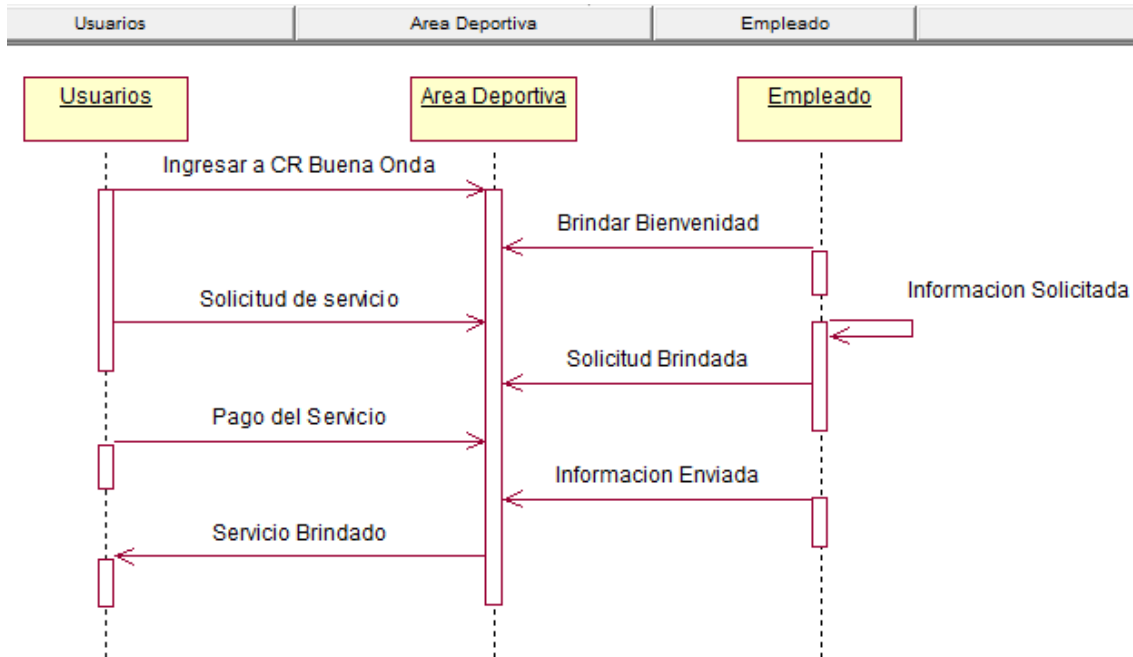 Usuarios
Area Deportiva
Empleado
Usuarios
Area Deportiva
Empleado
Ingresar a CR Buena Onda
Brindar Bienvenidad
Informacion Solicitada
Solicitud de servicio
Solicitud Brindada
Pago del Servicio
Informacion Enviada
Servicio Brindado